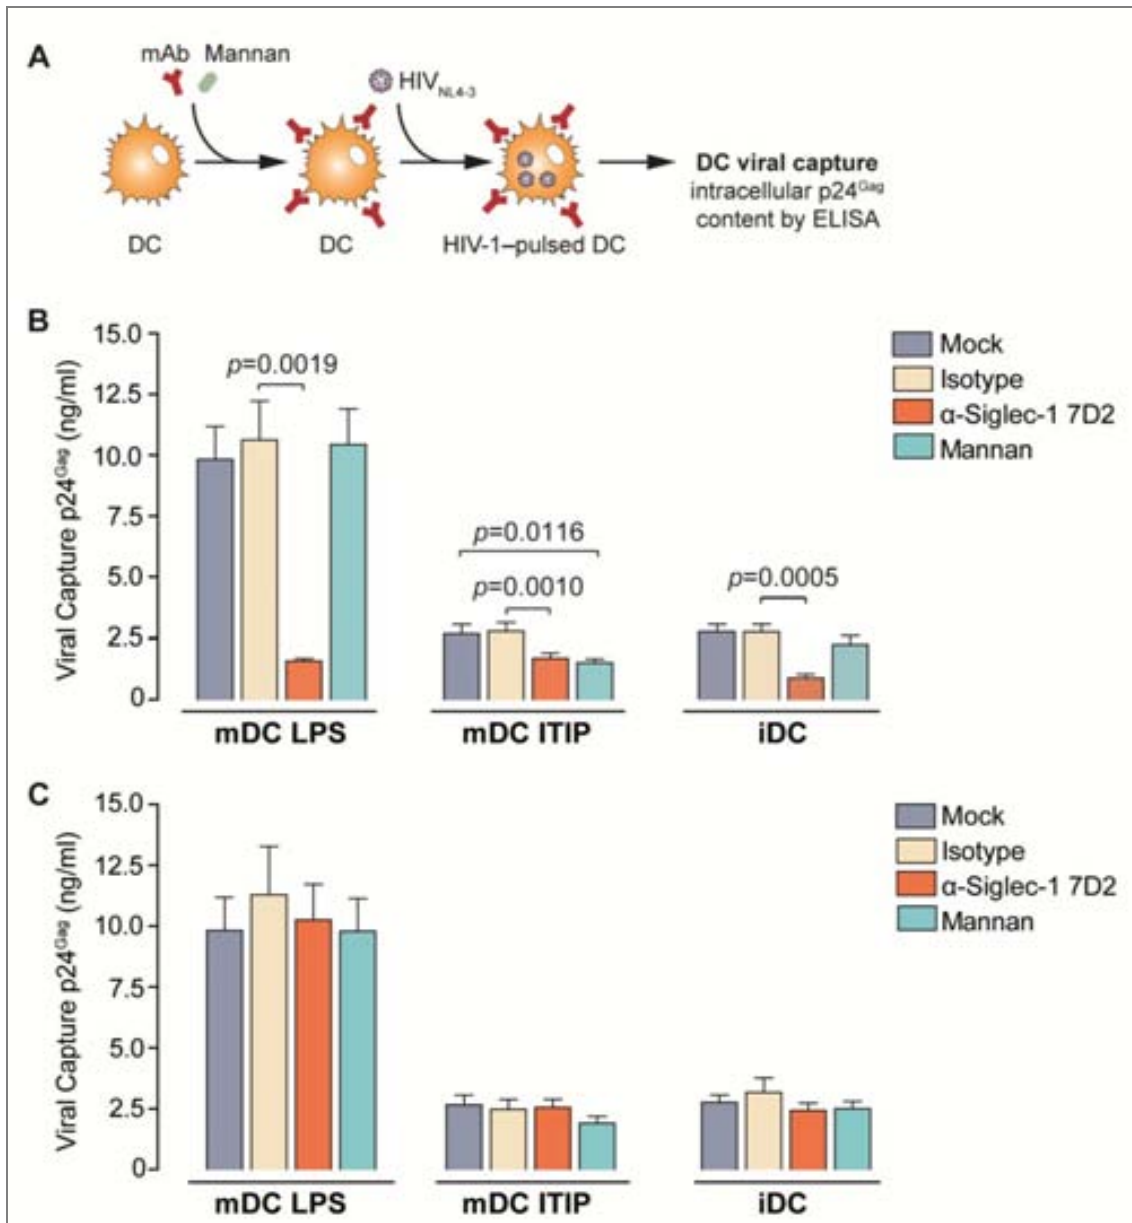 A
mAb Mannan
HIVNL4-3
DC
DC
HIV-1–pulsed DC
DC viral capture
intracellular p24Gag
content by ELISA
B
Viral Capture p24Gag (ng/ml)
15.0
12.5
10.0
7.5
5.0
2.5
0
p=0.0019
p=0.0116
p=0.0010
p=0.0005
Mock
Isotype
α-Siglec-1 7D2
Mannan
mDC LPS
mDC ITIP
iDC
C
Viral Capture p24Gag (ng/ml)
15.0
12.5
10.0
7.5
5.0
2.5
0
Mock
Isotype
α-Siglec-1 7D2
Mannan
mDC LPS
mDC ITIP
iDC